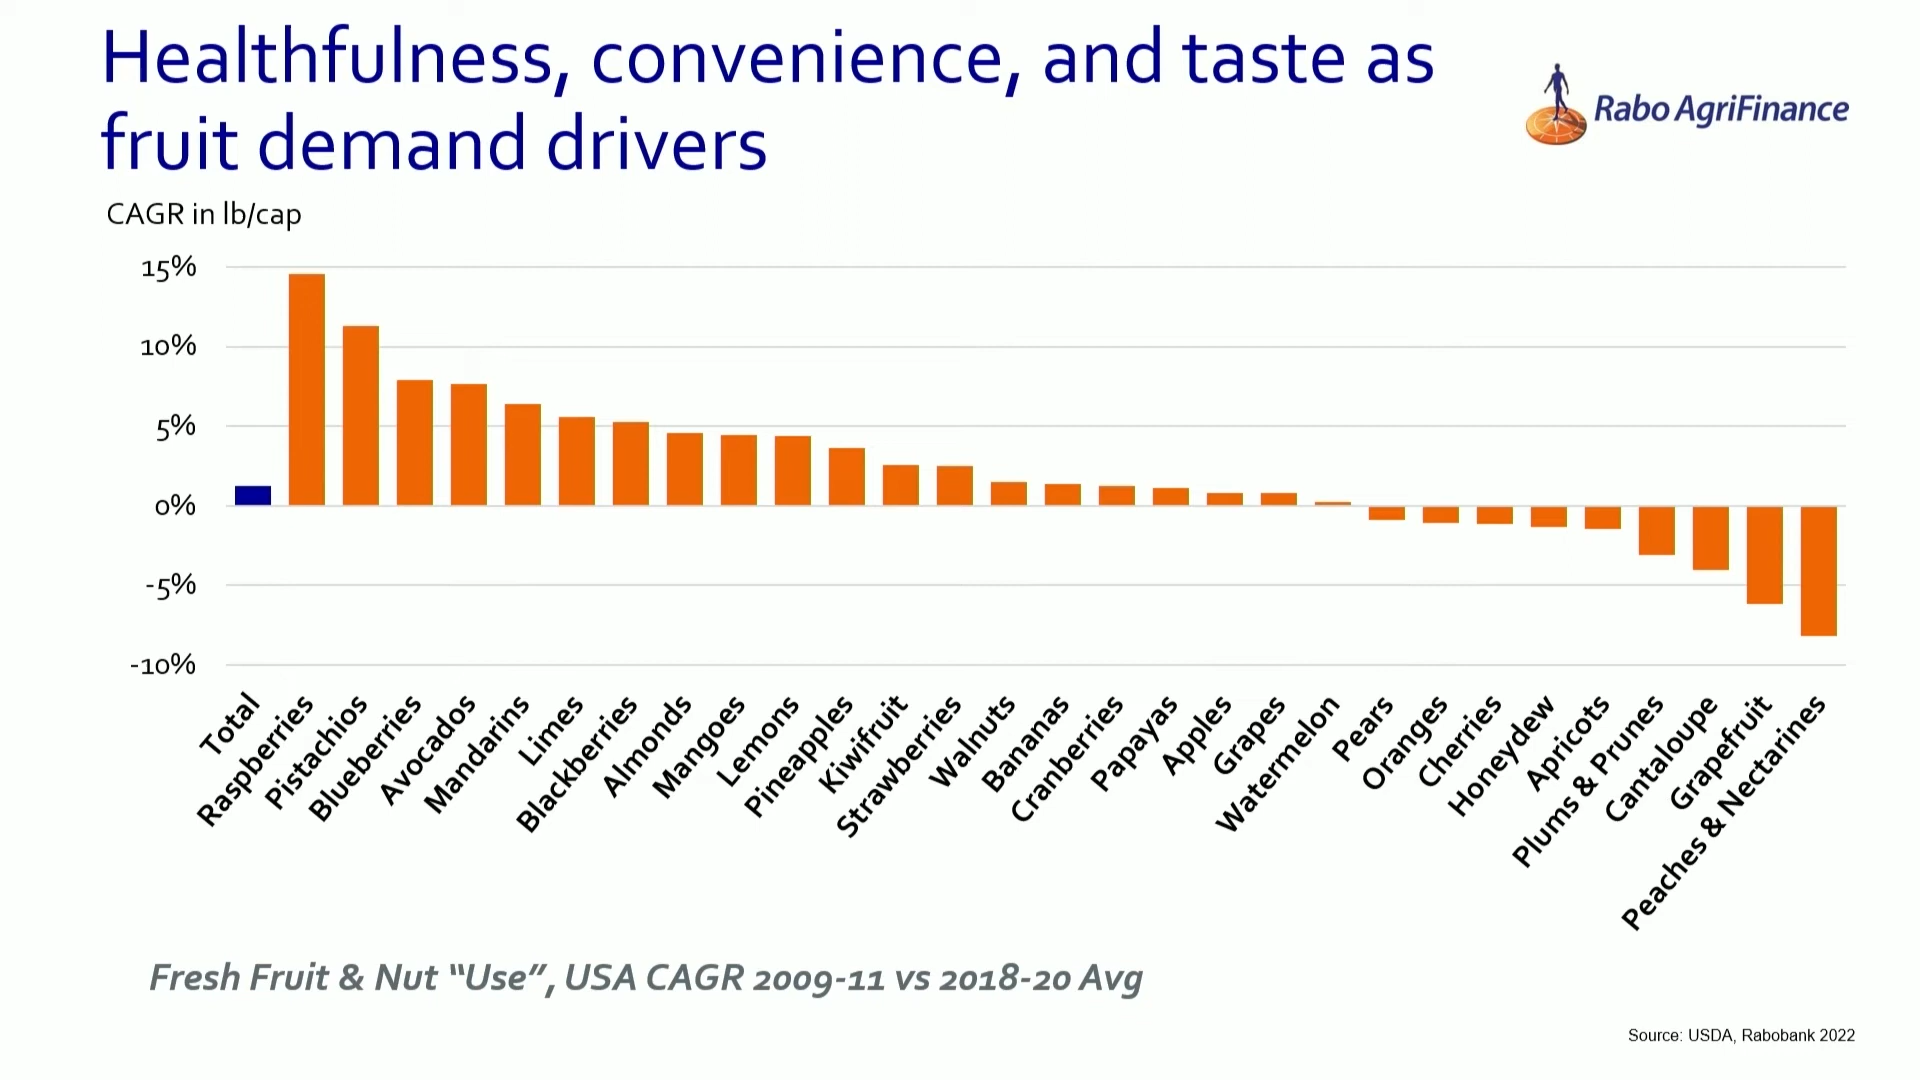 Healthfulness, convenience, and taste as
fruit demand drivers
Rabo AgriFinance
CAGR in lb/cap
15%
10%
5%
0%
-5%
-10%
Total
Raspberries
Pistachios
Blueberries
Avocados
Mandarins
Limes
Blackberries
Almonds
Mangoes
Lemons
Pineapples
Kiwifruit
Strawberries
Walnuts
Bananas
Cranberries
Papayas
Apples
Grapes
Watermelon
Pears
Oranges
Cherries
Honeydew
Apricots
Plums & Prunes
Cantaloupe
Grapefruit
Peaches & Nectarines
Fresh Fruit & Nut “Use”, USA CAGR 2009-11 vs 2018-20 Avg
Source: USDA, Rabobank 2022